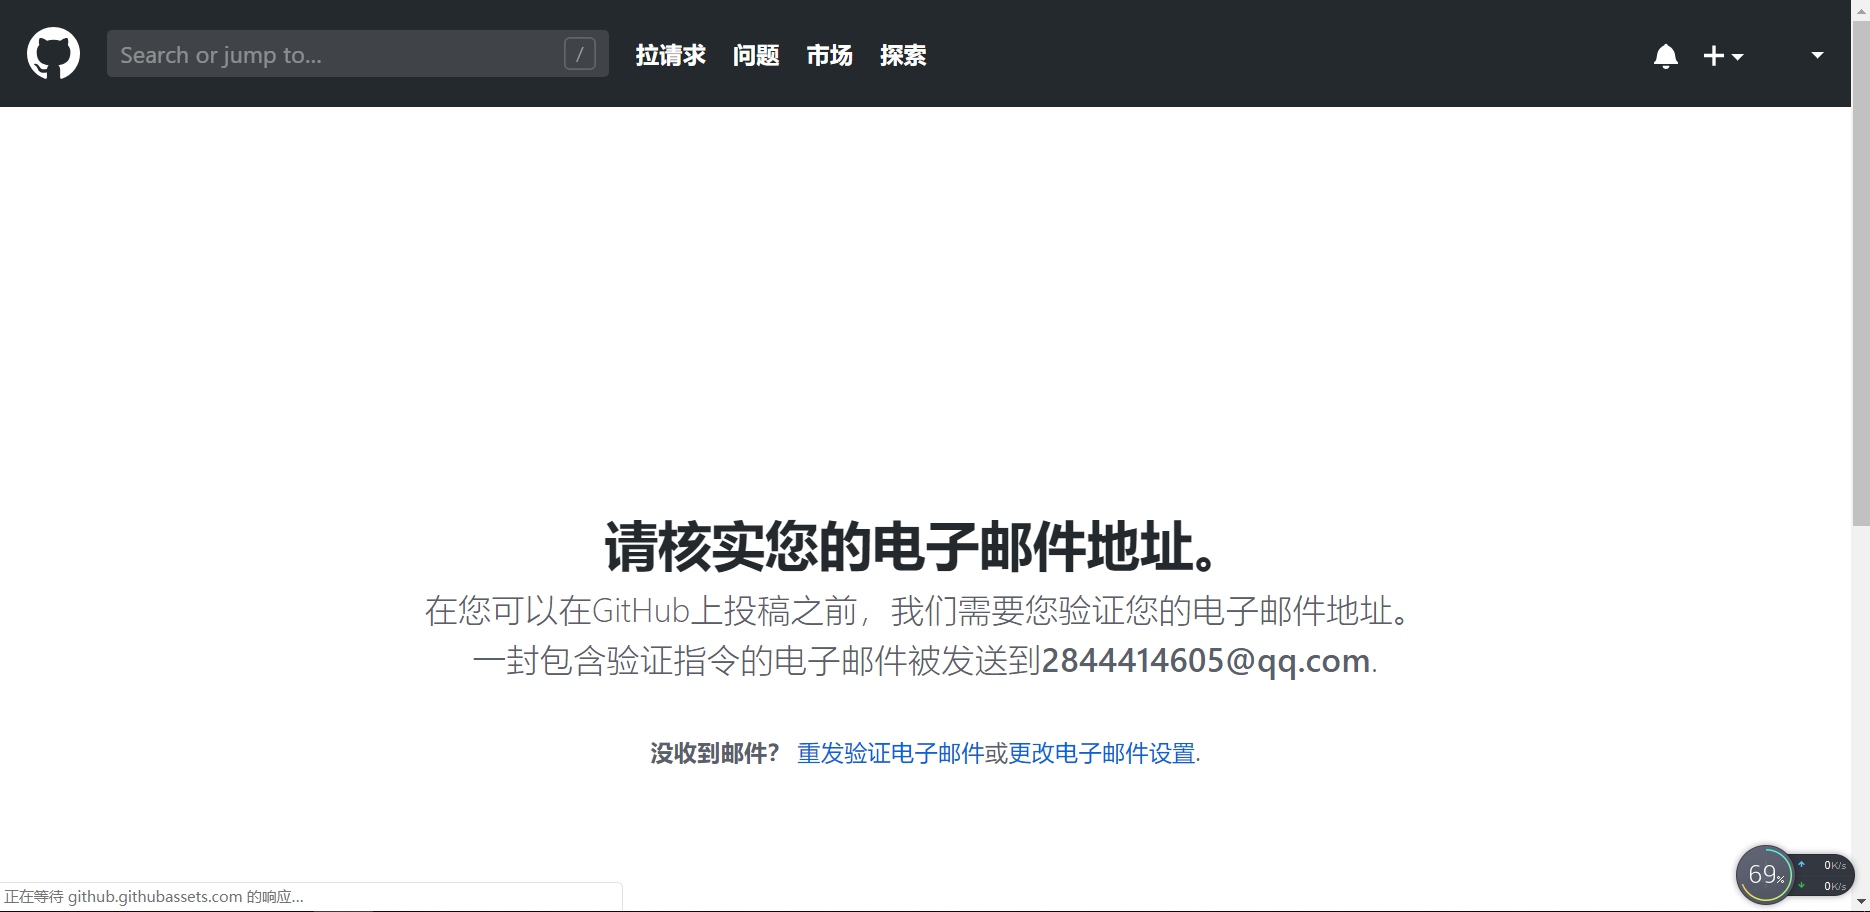 Search or jump to... /
拉请求 问题 市场 探索
请核实您的电子邮件地址。
在您可以在GitHub上投稿之前，我们需要您验证您的电子邮件地址。
一封包含验证指令的电子邮件被发送到2844414605@qq.com.
没收到邮件？ 重发验证电子邮件或更改电子邮件设置.
69%
0K/s
0K/s
正在等待 github.githubassets.com 的响应...